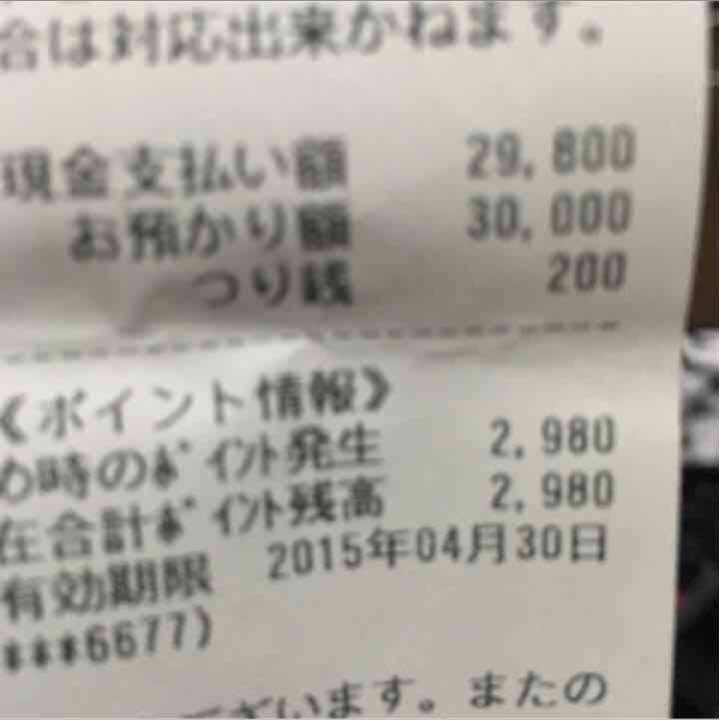 合は対応出来かねます。
現金支払い額 29,800
お預かり額 30,000
つり銭 200
《ポイント情報》
め時のﾎﾟｲﾝﾄ発生 2,980
在合計ﾎﾟｲﾝﾄ残高 2,980
有効期限 2015年04月30日
***6677)
ございます。またの